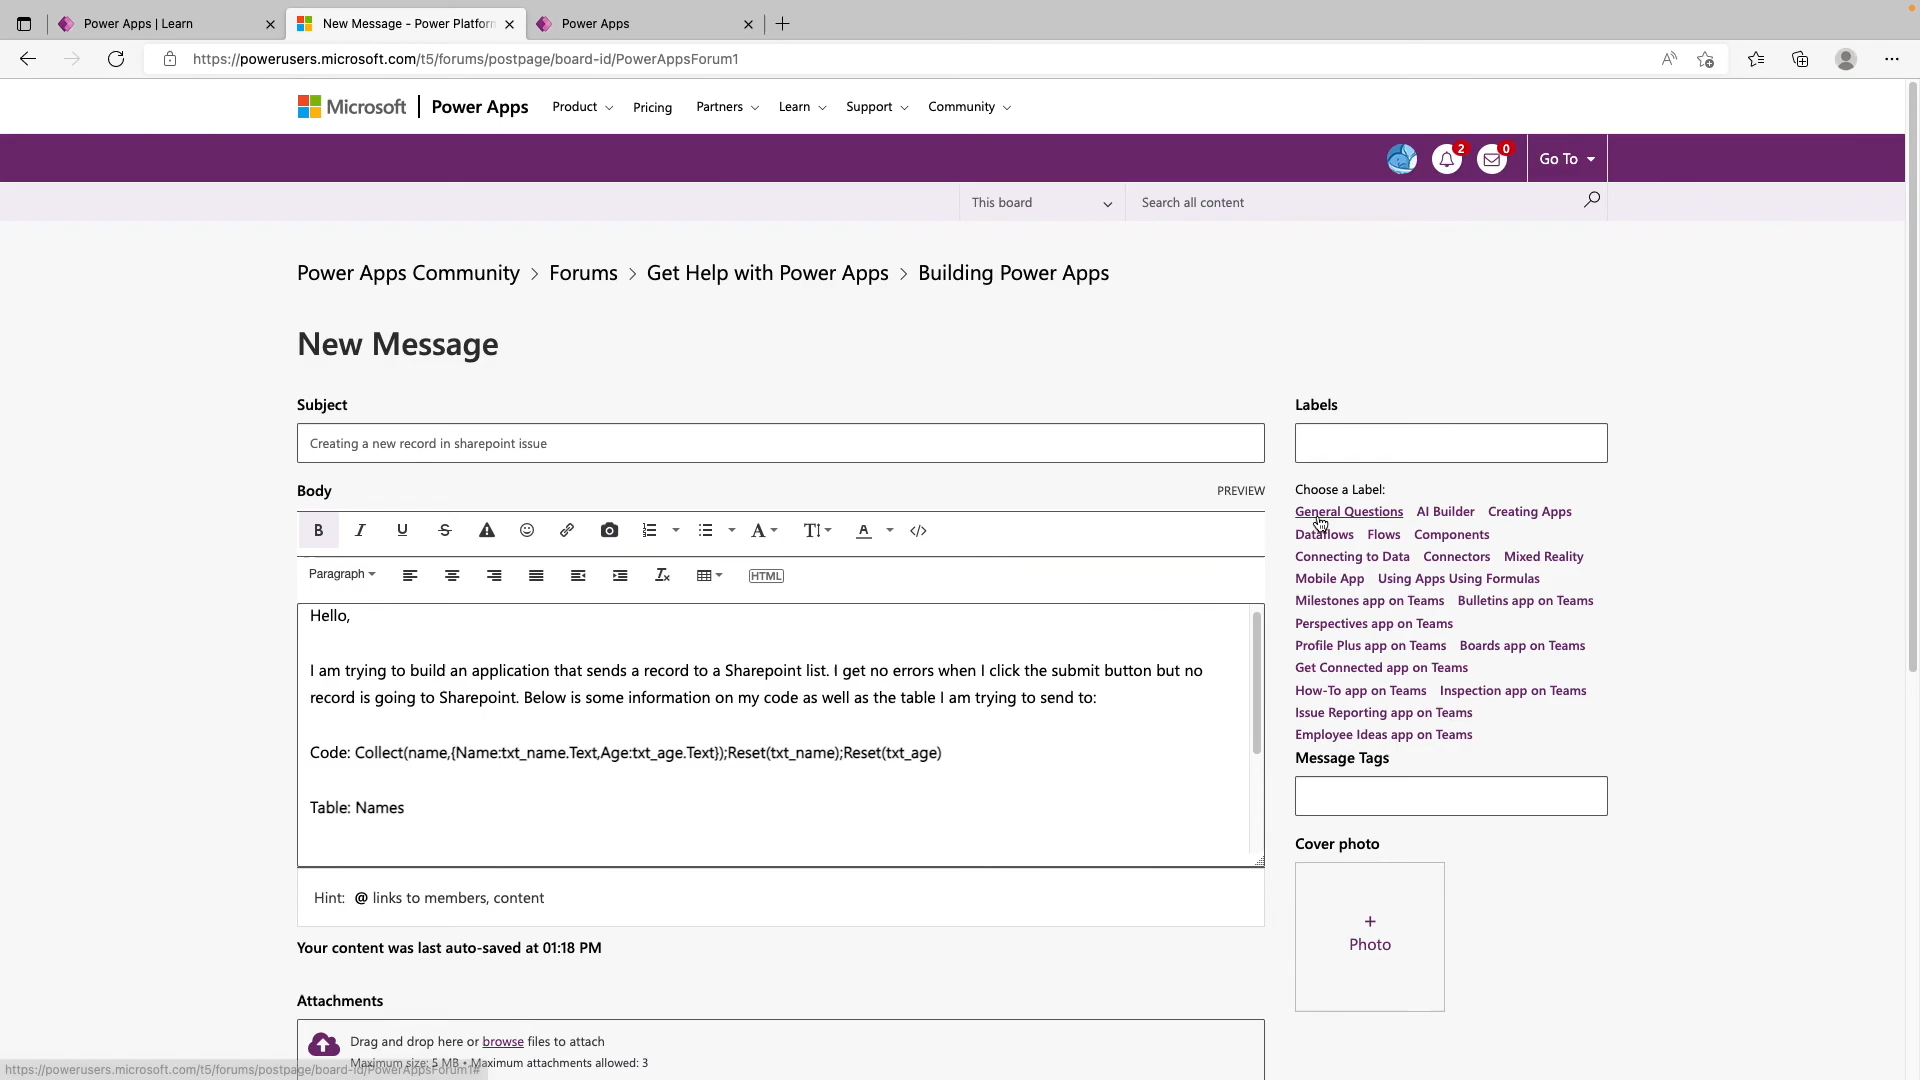 Power Apps | Learn
New Message - Power Platform
Power Apps
https://powerusers.microsoft.com/t5/forums/postpage/board-id/PowerAppsForum1
Microsoft | Power Apps
Product
Pricing
Partners
Learn
Support
Community
2
0
Go To
This board
Search all content
Power Apps Community > Forums > Get Help with Power Apps > Building Power Apps
New Message
Subject
Creating a new record in sharepoint issue
Body
PREVIEW
Paragraph
HTML
Hello,
I am trying to build an application that sends a record to a Sharepoint list. I get no errors when I click the submit button but no
record is going to Sharepoint. Below is some information on my code as well as the table I am trying to send to:
Code: Collect(name,{Name:txt_name.Text,Age:txt_age.Text});Reset(txt_name);Reset(txt_age)
Table: Names
Hint: @ links to members, content
Your content was last auto-saved at 01:18 PM
Attachments
Drag and drop here or browse files to attach
Maximum size: 5 MB • Maximum attachments allowed: 3
Labels
Choose a Label:
General Questions AI Builder Creating Apps
Dataflows Flows Components
Connecting to Data Connectors Mixed Reality
Mobile App Using Apps Using Formulas
Milestones app on Teams Bulletins app on Teams
Perspectives app on Teams
Profile Plus app on Teams Boards app on Teams
Get Connected app on Teams
How-To app on Teams Inspection app on Teams
Issue Reporting app on Teams
Employee Ideas app on Teams
Message Tags
Cover photo
+
Photo
https://powerusers.microsoft.com/t5/forums/postpage/board-id/PowerAppsForum1#